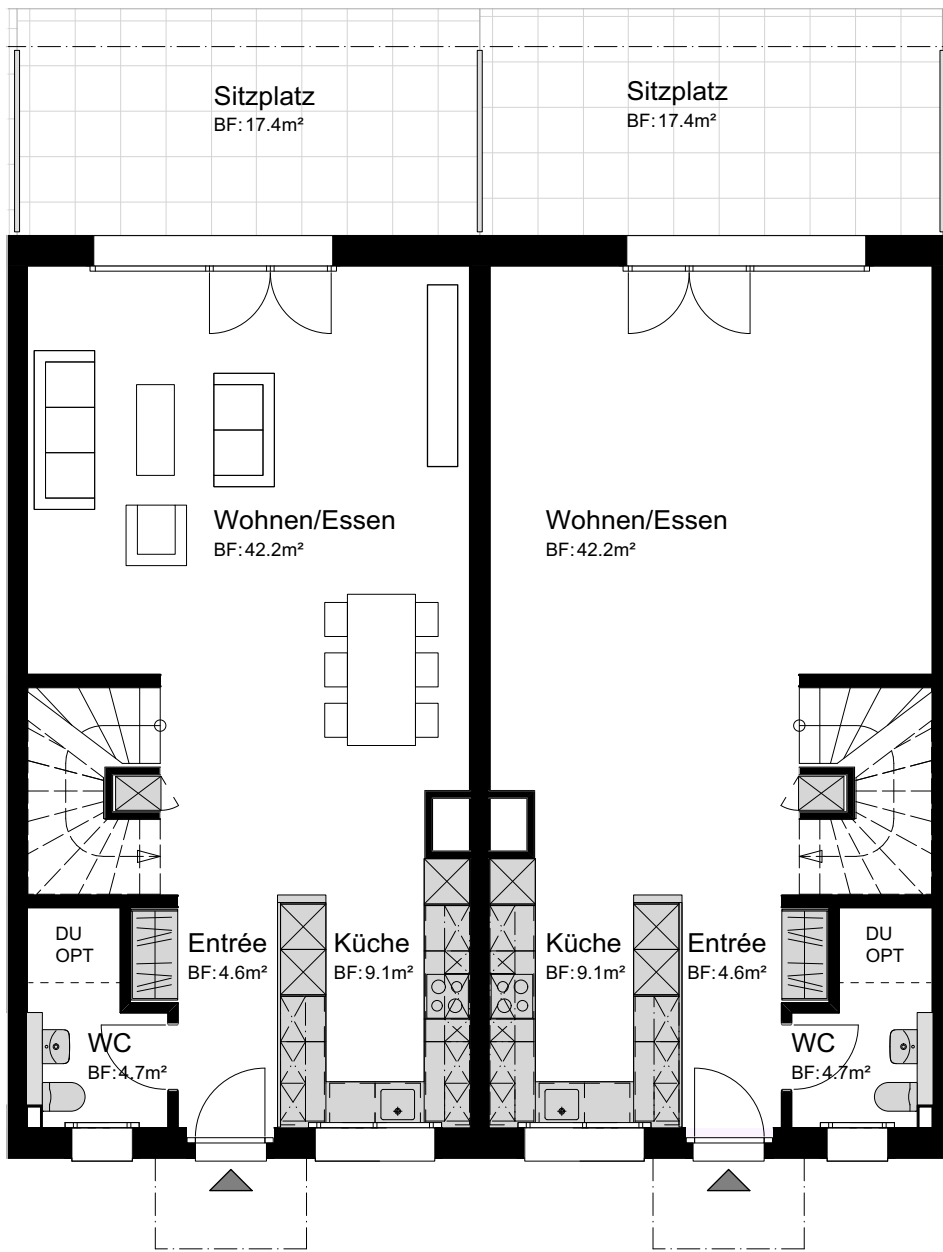 Sitzplatz
BF: 17.4m²
Sitzplatz
BF: 17.4m²
Wohnen/Essen
BF: 42.2m²
Wohnen/Essen
BF: 42.2m²
DU
OPT
Entrée
BF: 4.6m²
Küche
BF: 9.1m²
Küche
BF: 9.1m²
Entrée
BF: 4.6m²
DU
OPT
WC
BF: 4.7m²
WC
BF: 4.7m²